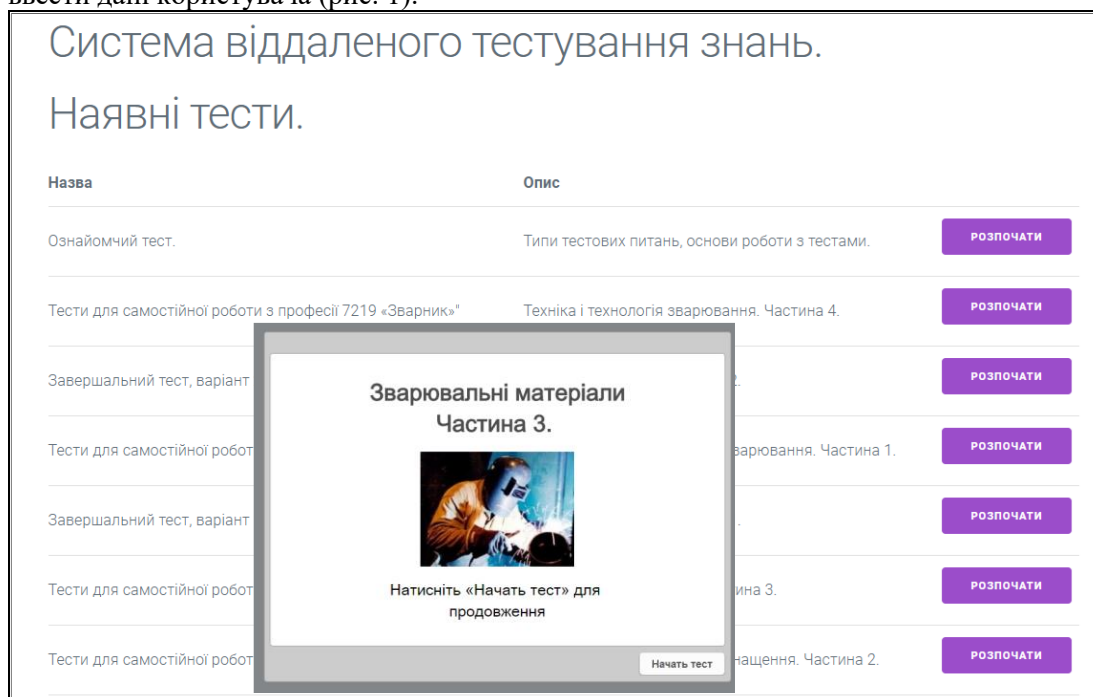 ввести дані користувача (рис. 1).
Система віддаленого тестування знань.
Наявні тести.
Назва Опис
Ознайомчий тест. Типи тестових питань, основи роботи з тестами. РОЗПОЧАТИ
Тести для самостійної роботи з професії 7219 «Зварник»" Техніка і технологія зварювання. Частина 4. РОЗПОЧАТИ
Завершальний тест, варіант 2. РОЗПОЧАТИ
Зварювальні матеріали
Частина 3.
Тести для самостійної робот зварювання. Частина 1. РОЗПОЧАТИ
Завершальний тест, варіант . РОЗПОЧАТИ
Тести для самостійної робот ина 3. РОЗПОЧАТИ
Натисніть «Начать тест» для
продовження
Тести для самостійної робот нащення. Частина 2. РОЗПОЧАТИ
Начать тест